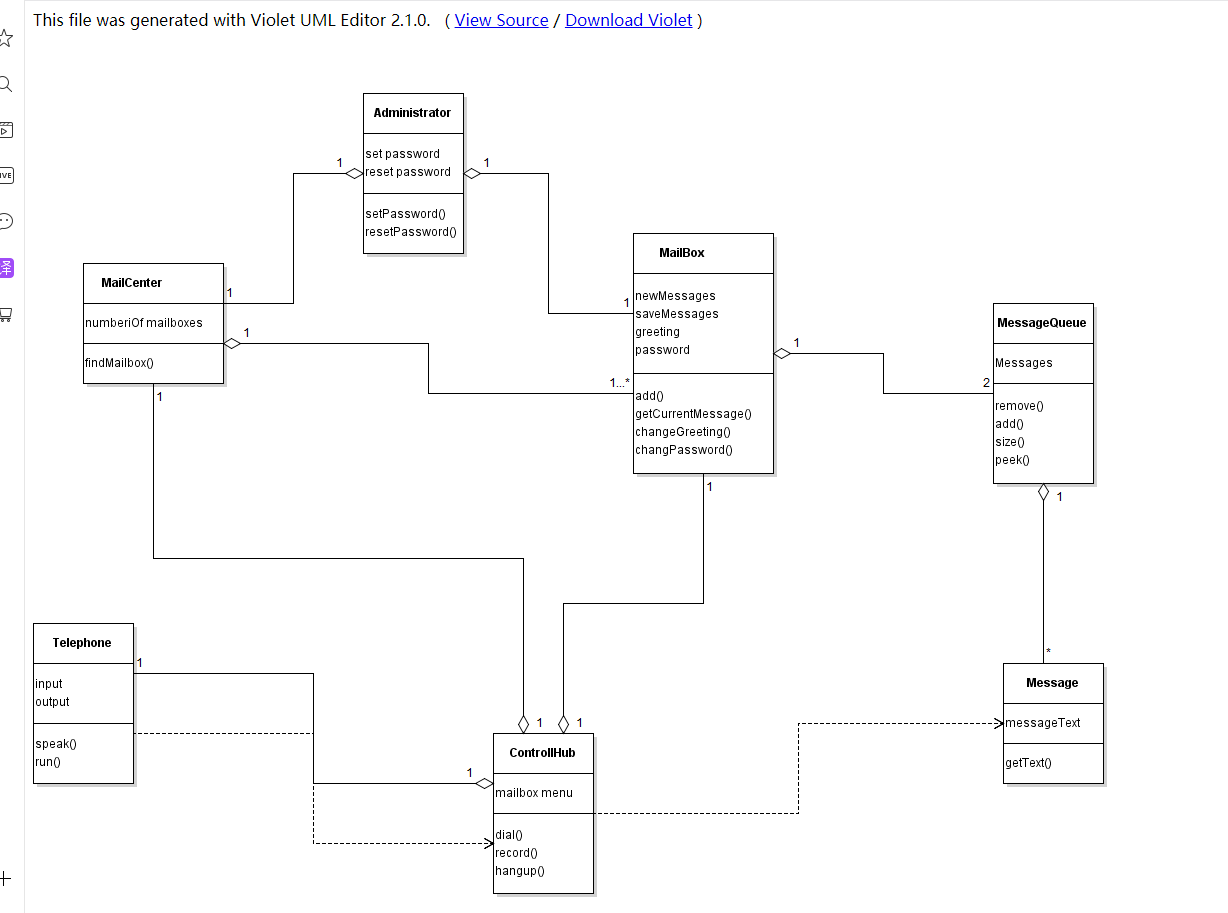 This file was generated with Violet UML Editor 2.1.0. ( View Source / Download Violet )
Administrator
set password
reset password
setPassword()
resetPassword()
1
1
MailCenter
numberiOf mailboxes
findMailbox()
1
1
1
MailBox
newMessages
saveMessages
greeting
password
add()
getCurrentMessage()
changeGreeting()
changPassword()
1
1...*
1
1
MessageQueue
Messages
remove()
add()
size()
peek()
2
1
Telephone
input
output
speak()
run()
1
ControllHub
mailbox menu
dial()
record()
hangup()
1
1
1
Message
messageText
getText()
*
VE
译